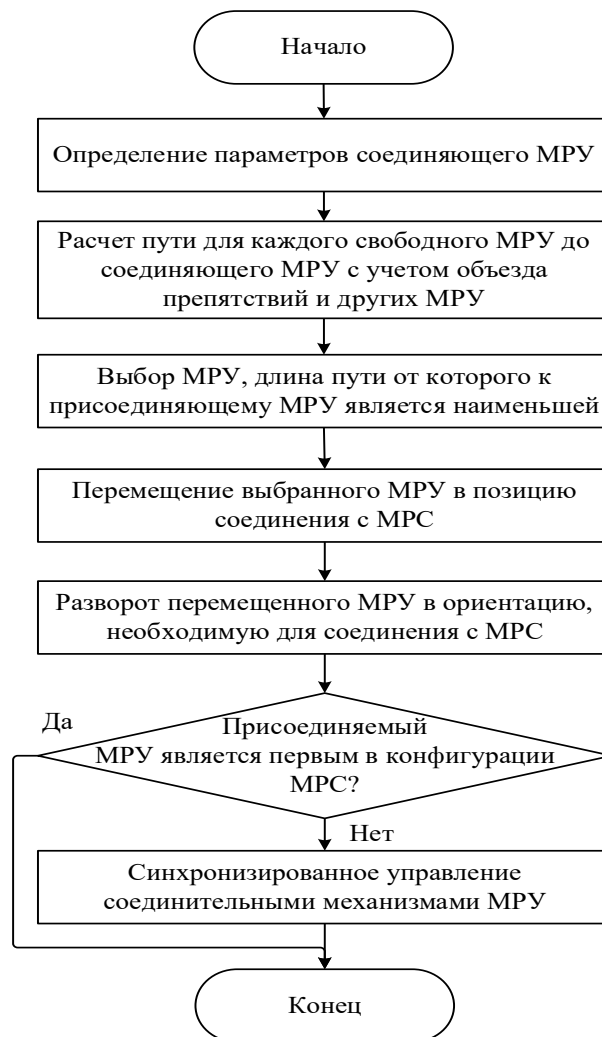 Начало
Определение параметров соединяющего МРУ
Расчет пути для каждого свободного МРУ до
соединяющего МРУ с учетом объезда
препятствий и других МРУ
Выбор МРУ, длина пути от которого к
присоединяющему МРУ является наименьшей
Перемещение выбранного МРУ в позицию
соединения с МРС
Разворот перемещенного МРУ в ориентацию,
необходимую для соединения с МРС
Да
Присоединяемый
МРУ является первым в конфигурации
МРС?
Нет
Синхронизированное управление
соединительными механизмами МРУ
Конец